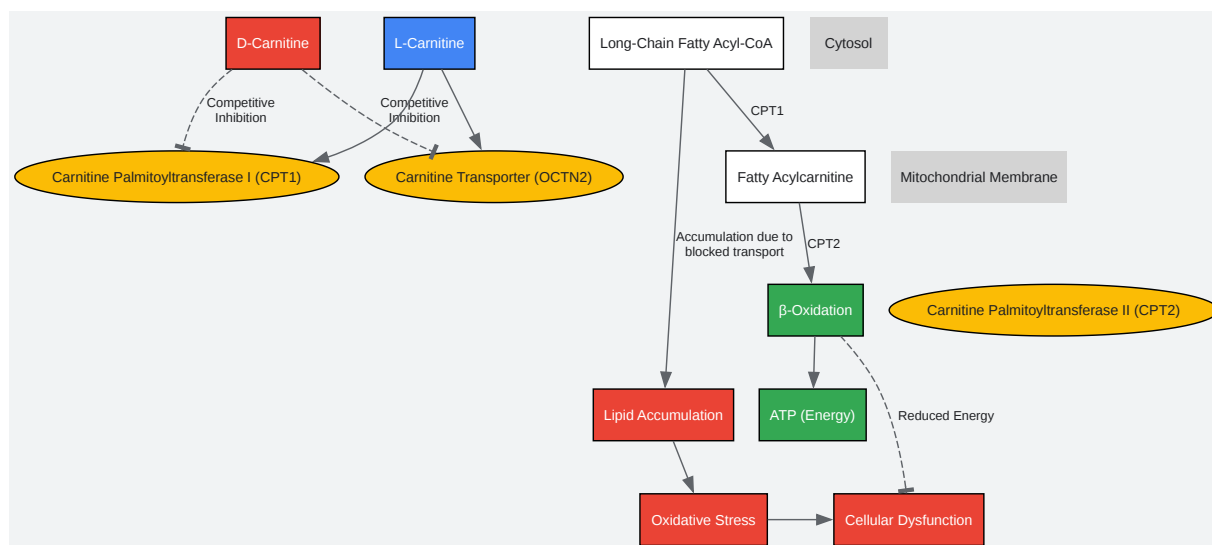 D-Carnitine
L-Carnitine
Long-Chain Fatty Acyl-CoA
Cytosol
Competitive
Inhibition
Competitive
Inhibition
CPT1
Carnitine Palmitoyltransferase I (CPT1)
Carnitine Transporter (OCTN2)
Fatty Acylcarnitine
Mitochondrial Membrane
Accumulation due to
blocked transport
CPT2
β-Oxidation
Carnitine Palmitoyltransferase II (CPT2)
Lipid Accumulation
ATP (Energy)
Reduced Energy
Oxidative Stress
Cellular Dysfunction